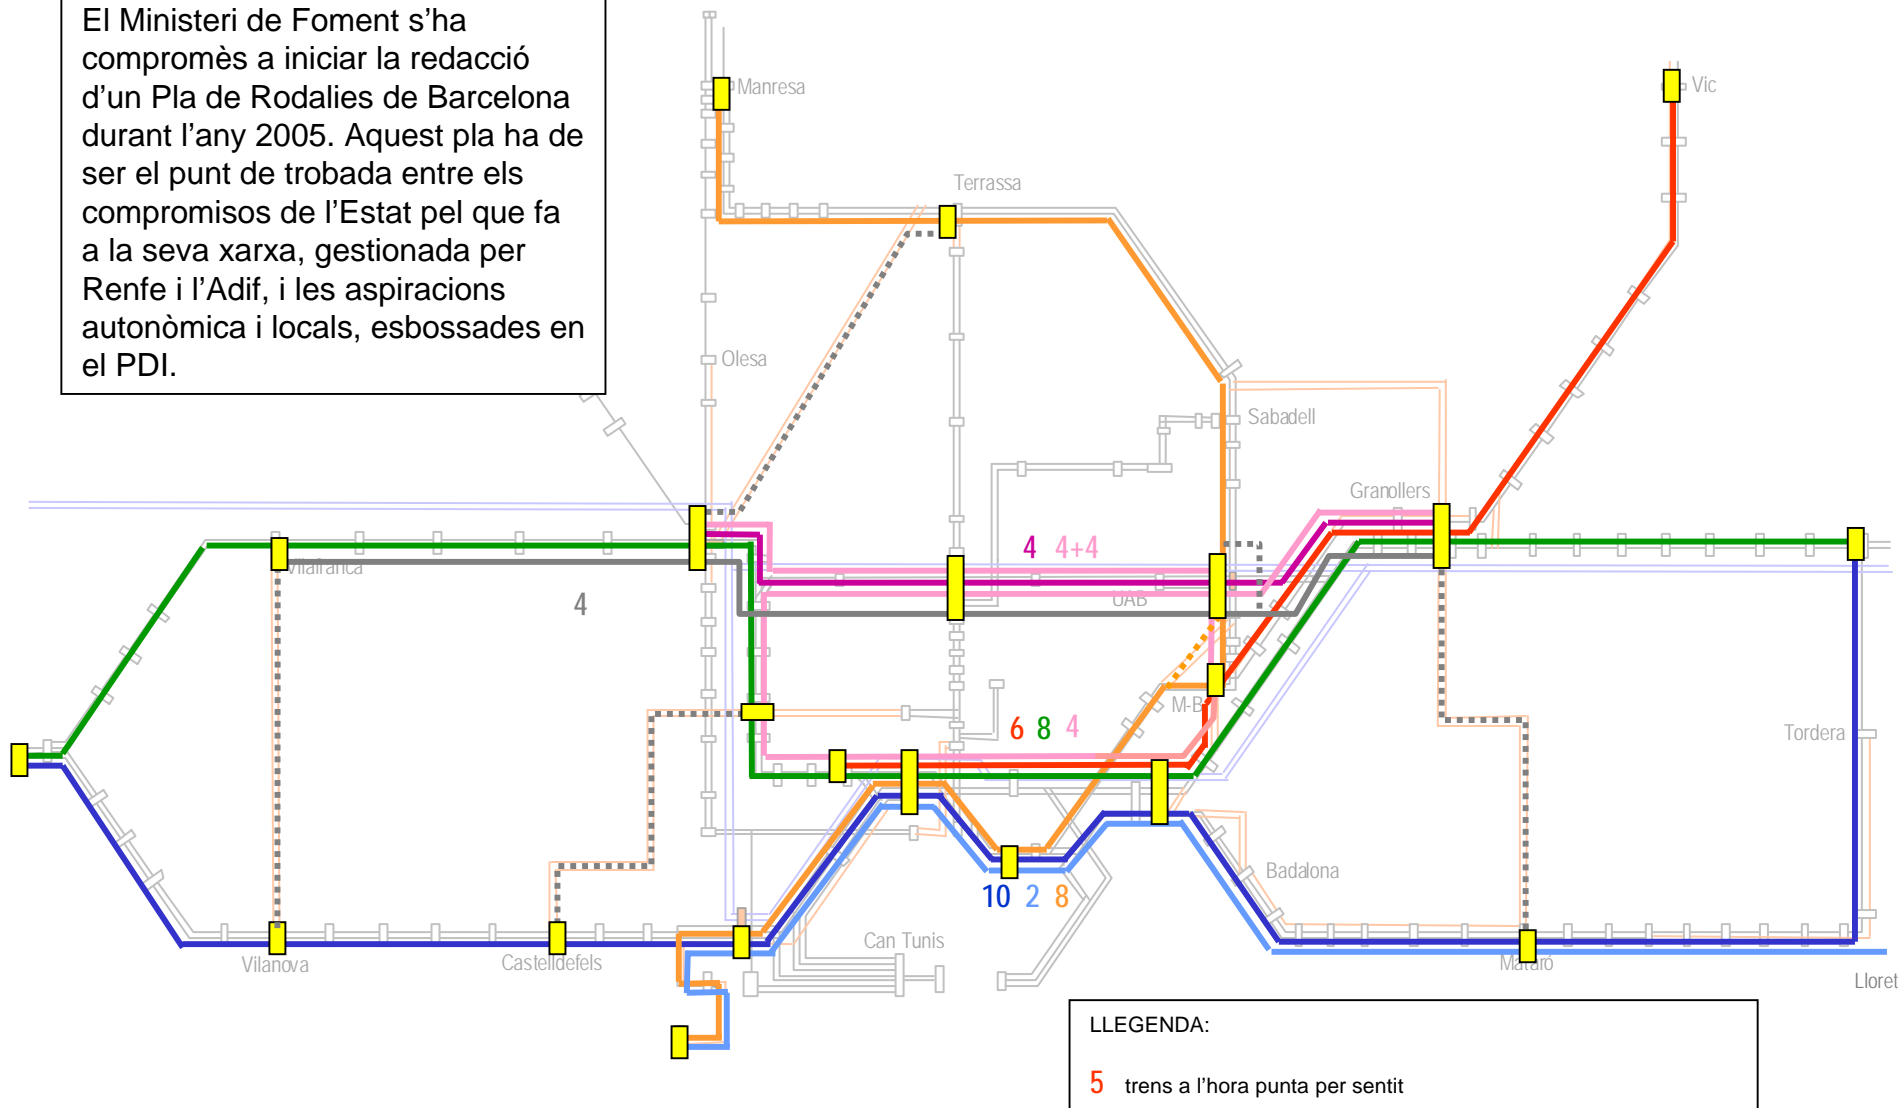 El Ministeri de Foment s’ha
compromès a iniciar la redacció
d’un Pla de Rodalies de Barcelona
durant l’any 2005. Aquest pla ha de
ser el punt de trobada entre els
compromisos de l’Estat pel que fa
a la seva xarxa, gestionada per
Renfe i l’Adif, i les aspiracions
autonòmica i locals, esbossades en
el PDI.
Manresa
Vic
Terrassa
Olesa
Sabadell
Granollers
Vilafranca
4 4+4
UAB
4
M-B
6 8 4
Tordera
Badalona
10 2 8
Can Tunis
Vilanova
Castelldefels
Mataró
Lloret
LLEGENDA:
5 trens a l’hora punta per sentit